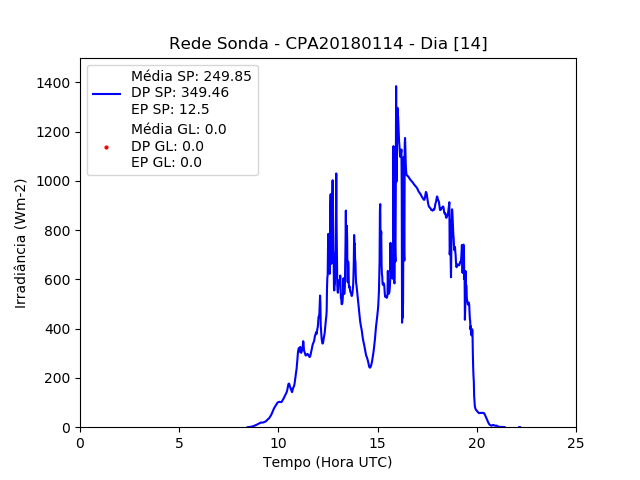 Rede Sonda - CPA20180114 - Dia [14]
Média SP: 249.85
DP SP: 349.46
EP SP: 12.5
Média GL: 0.0
DP GL: 0.0
EP GL: 0.0
Irradiância (Wm-2)
1400
1200
1000
800
600
400
200
0
0 5 10 15 20 25
Tempo (Hora UTC)